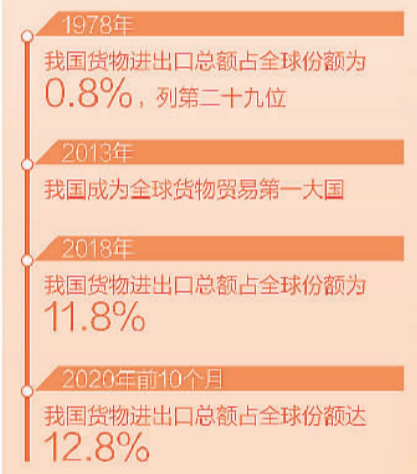 1978年
我国货物进出口总额占全球份额为
0.8%，列第二十九位
2013年
我国成为全球货物贸易第一大国
2018年
我国货物进出口总额占全球份额为
11.8%
2020年前10个月
我国货物进出口总额占全球份额达
12.8%